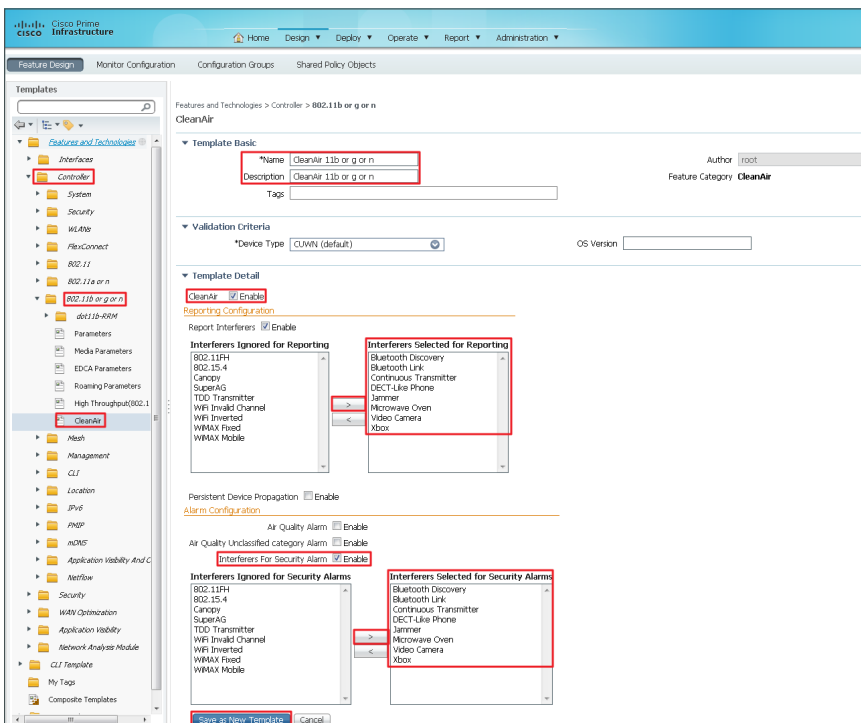 Cisco Prime
CISCO Infrastructure
Home Design Deploy Operate Report Administration
Feature Design Monitor Configuration Configuration Groups Shared Policy Objects
Templates
Features and Technologies
Interfaces
Controller
System
Security
WLANs
FlexConnect
802.11
802.11a or n
802.11b or g or n
dot11b-RRM
Parameters
Media Parameters
EDCA Parameters
Roaming Parameters
High Throughput(802.1
CleanAir
Mesh
Management
CLI
Location
IPv6
PMIP
mDNS
Application Visibility And C
Netflow
Security
WAN Optimization
Application Visibility
Network Analysis Module
CLI Template
My Tags
Composite Templates
Features and Technologies > Controller > 802.11b or g or n
CleanAir
Template Basic
*Name CleanAir 11b or g or n
Author root
Description CleanAir 11b or g or n
Feature Category CleanAir
Tags
Validation Criteria
*Device Type CUWN (default)
OS Version
Template Detail
CleanAir Enable
Reporting Configuration
Report Interferers Enable
Interferers Ignored for Reporting
802.11FH
802.15.4
Canopy
SuperAG
TDD Transmitter
WiFi Invalid Channel
WiFi Inverted
WiMAX Fixed
WiMAX Mobile
>
<
Interferers Selected for Reporting
Bluetooth Discovery
Bluetooth Link
Continuous Transmitter
DECT-Like Phone
Jammer
Microwave Oven
Video Camera
Xbox
Persistent Device Propagation Enable
Alarm Configuration
Air Quality Alarm Enable
Air Quality Unclassified category Alarm Enable
Interferers For Security Alarm Enable
Interferers Ignored for Security Alarms
802.11FH
802.15.4
Canopy
SuperAG
TDD Transmitter
WiFi Invalid Channel
WiFi Inverted
WiMAX Fixed
WiMAX Mobile
>
<
Interferers Selected for Security Alarms
Bluetooth Discovery
Bluetooth Link
Continuous Transmitter
DECT-Like Phone
Jammer
Microwave Oven
Video Camera
Xbox
Save as New Template Cancel